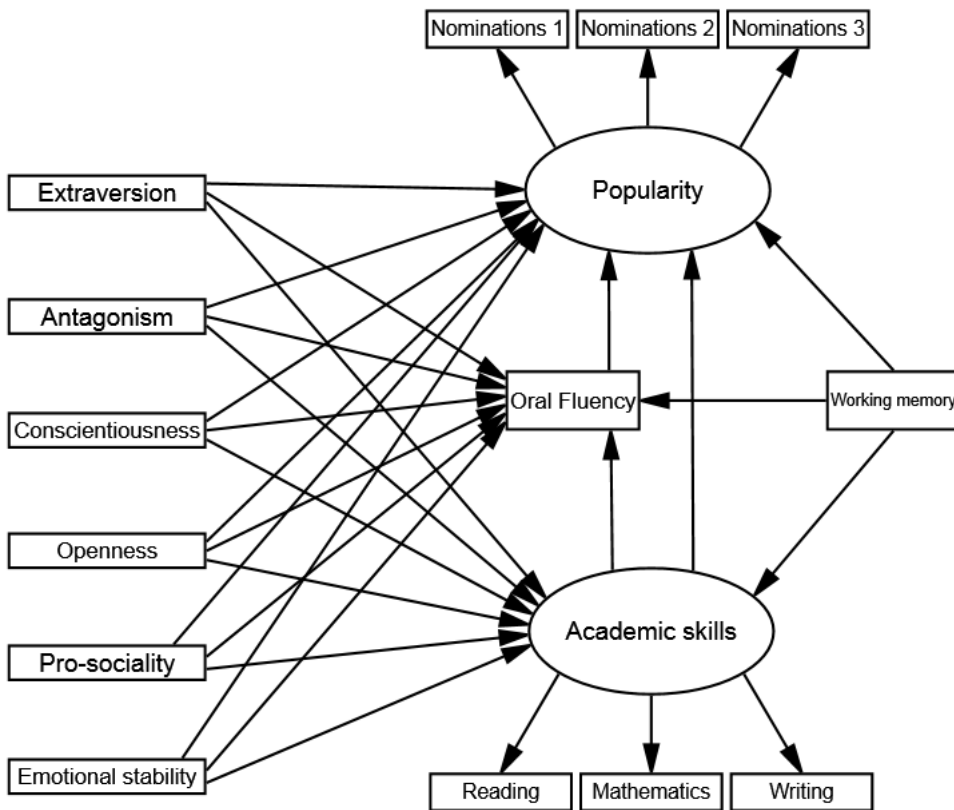 Nominations 1
Nominations 2
Nominations 3
Popularity
Extraversion
Antagonism
Oral Fluency
Working memory
Conscientiousness
Openness
Academic skills
Pro-sociality
Emotional stability
Reading
Mathematics
Writing